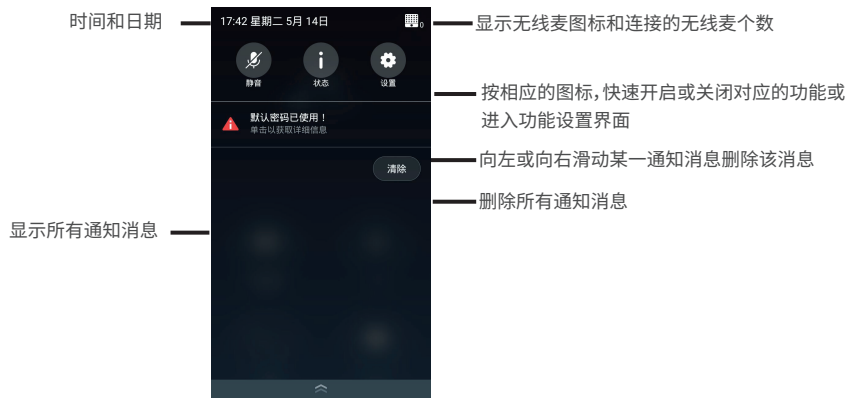 时间和日期
17:42 星期二 5月 14日
0
显示无线麦图标和连接的无线麦个数
静音
状态
设置
按相应的图标,快速开启或关闭对应的功能或
进入功能设置界面
默认密码已使用！
单击以获取详细信息
向左或向右滑动某一通知消息删除该消息
清除
删除所有通知消息
显示所有通知消息